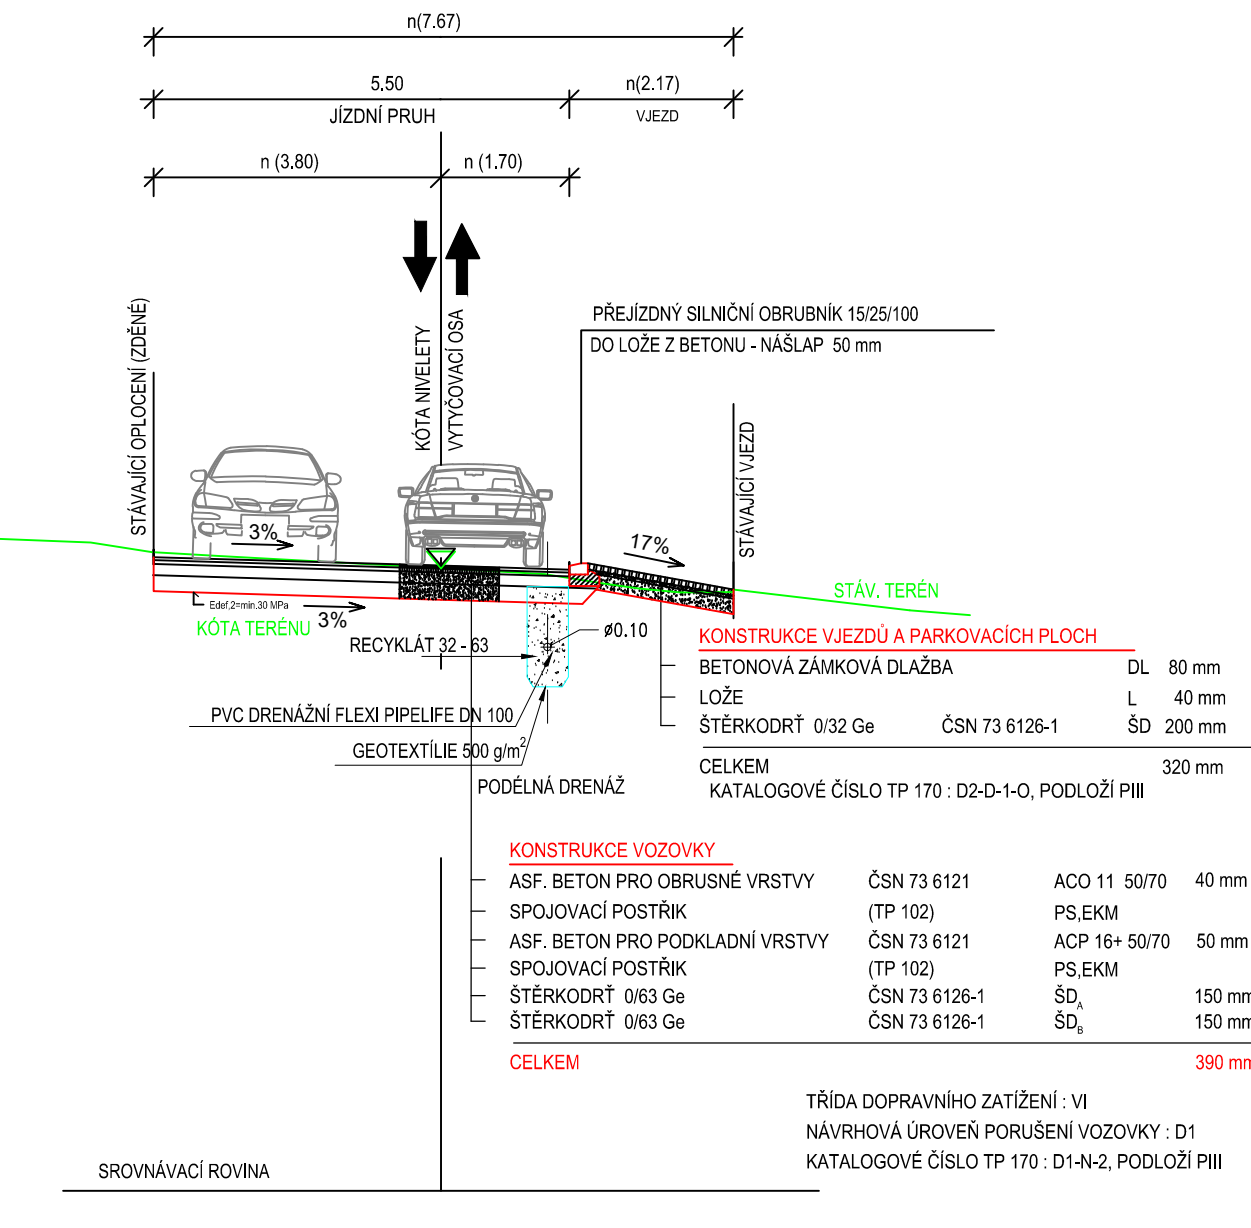 n(7.67)
5.50
n(2.17)
JÍZDNÍ PRUH
VJEZD
n (3.80)
n (1.70)
STÁVAJÍCÍ OPLOCENÍ (ZDĚNÉ)
KÓTA NIVELETY
VYTYČOVACÍ OSA
PŘEJÍZDNÝ SILNIČNÍ OBRUBNÍK 15/25/100
DO LOŽE Z BETONU - NÁŠLAP 50 mm
STÁVAJÍCÍ VJEZD
3%
17%
Edef,2=min.30 MPa
3%
KÓTA TERÉNU
STÁV. TERÉN
RECYKLÁT 32 - 63
ø0.10
PVC DRENÁŽNÍ FLEXI PIPELIFE DN 100
GEOTEXTÍLIE 500 g/m²
PODÉLNÁ DRENÁŽ
KONSTRUKCE VJEZDŮ A PARKOVACÍCH PLOCH
BETONOVÁ ZÁMKOVÁ DLAŽBA DL 80 mm
LOŽE L 40 mm
ŠTĚRKODRŤ 0/32 Ge ČSN 73 6126-1 ŠD 200 mm
CELKEM 320 mm
KATALOGOVÉ ČÍSLO TP 170 : D2-D-1-O, PODLOŽÍ PIII
KONSTRUKCE VOZOVKY
ASF. BETON PRO OBRUSNÉ VRSTVY ČSN 73 6121 ACO 11 50/70 40 mm
SPOJOVACÍ POSTŘIK (TP 102) PS,EKM
ASF. BETON PRO PODKLADNÍ VRSTVY ČSN 73 6121 ACP 16+ 50/70 50 mm
SPOJOVACÍ POSTŘIK (TP 102) PS,EKM
ŠTĚRKODRŤ 0/63 Ge ČSN 73 6126-1 ŠDA 150 mm
ŠTĚRKODRŤ 0/63 Ge ČSN 73 6126-1 ŠDB 150 mm
CELKEM 390 mm
TŘÍDA DOPRAVNÍHO ZATÍŽENÍ : VI
NÁVRHOVÁ ÚROVEŇ PORUŠENÍ VOZOVKY : D1
KATALOGOVÉ ČÍSLO TP 170 : D1-N-2, PODLOŽÍ PIII
SROVNÁVACÍ ROVINA